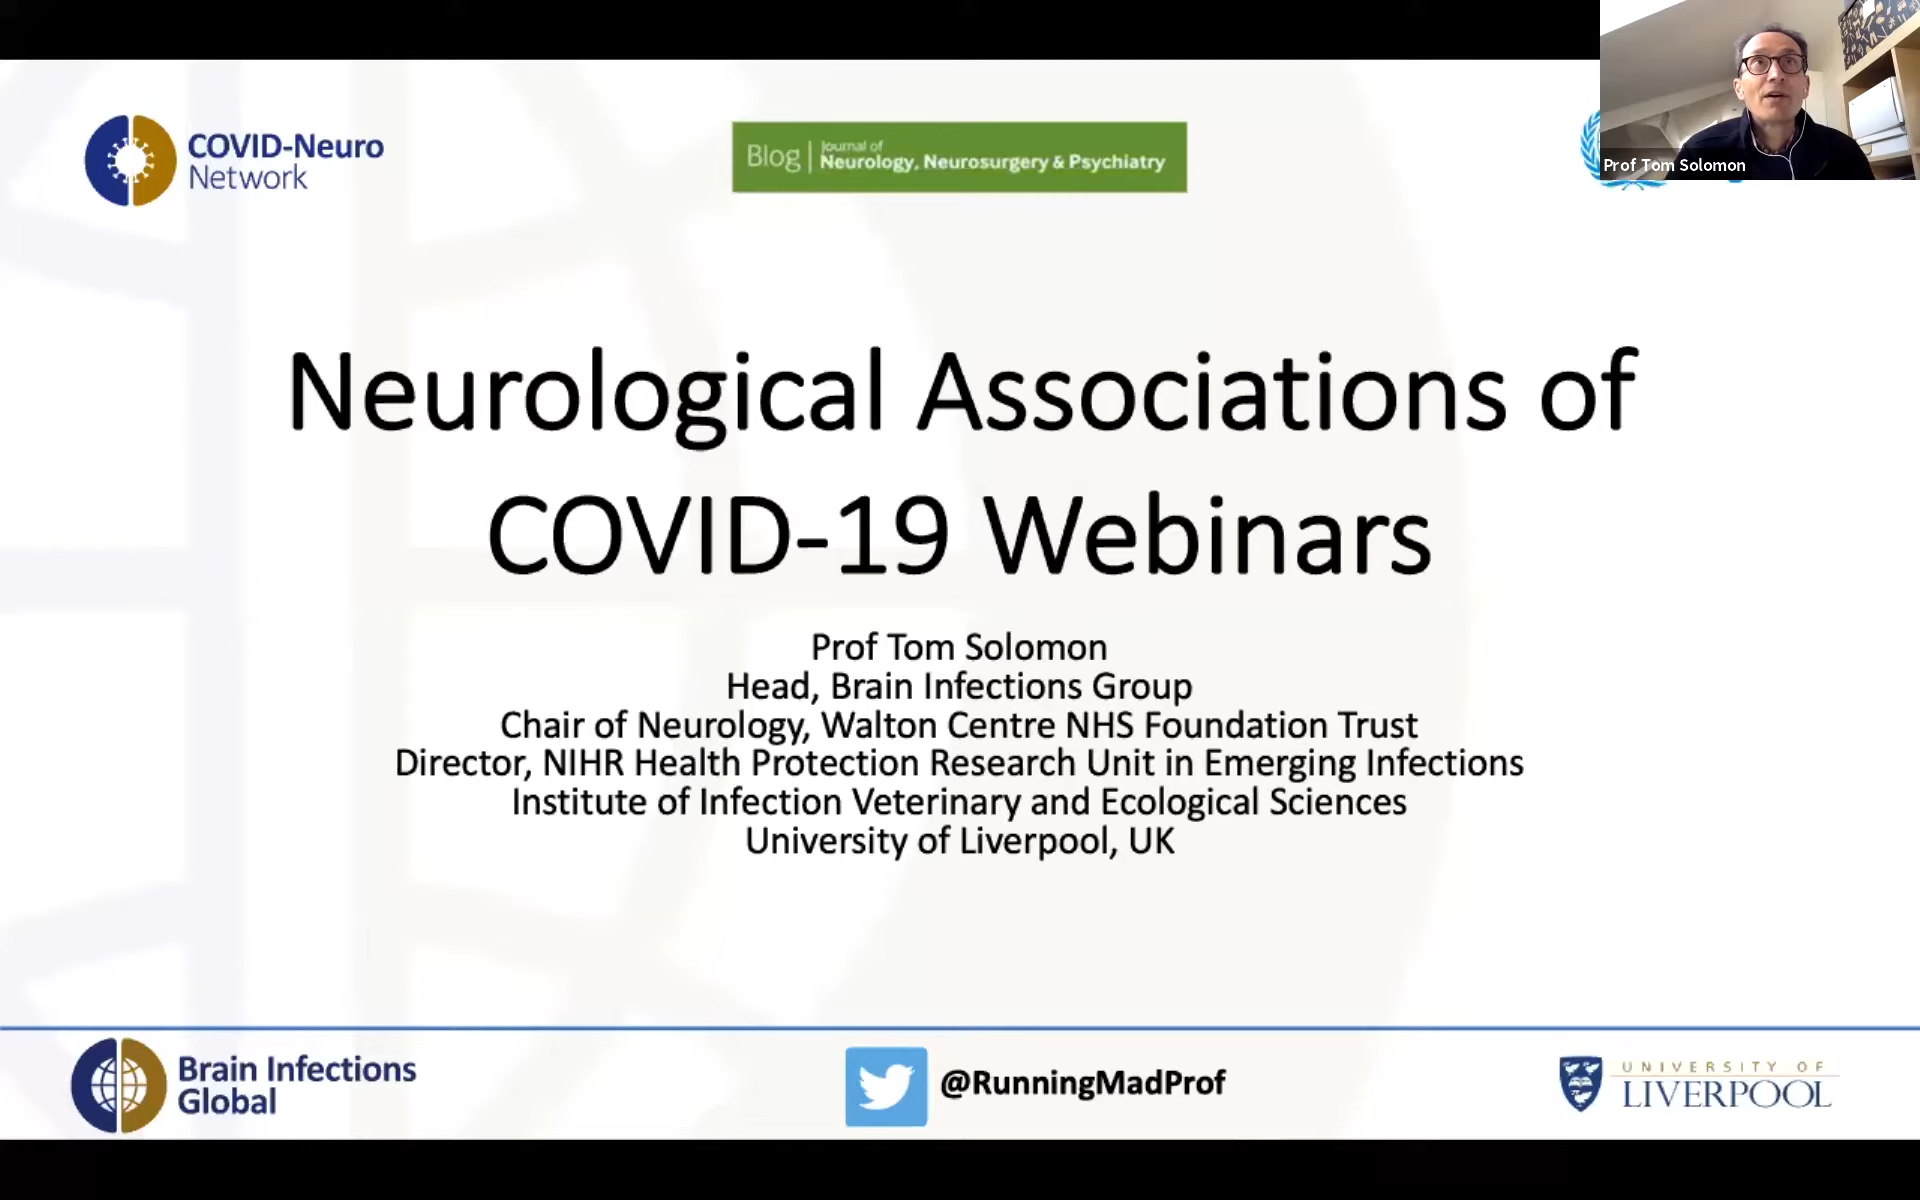 COVID-Neuro
Network
Blog | Journal of
Neurology, Neurosurgery & Psychiatry
Prof Tom Solomon
Neurological Associations of
COVID-19 Webinars
Prof Tom Solomon
Head, Brain Infections Group
Chair of Neurology, Walton Centre NHS Foundation Trust
Director, NIHR Health Protection Research Unit in Emerging Infections
Institute of Infection Veterinary and Ecological Sciences
University of Liverpool, UK
Brain Infections
Global
@RunningMadProf
UNIVERSITY OF
LIVERPOOL